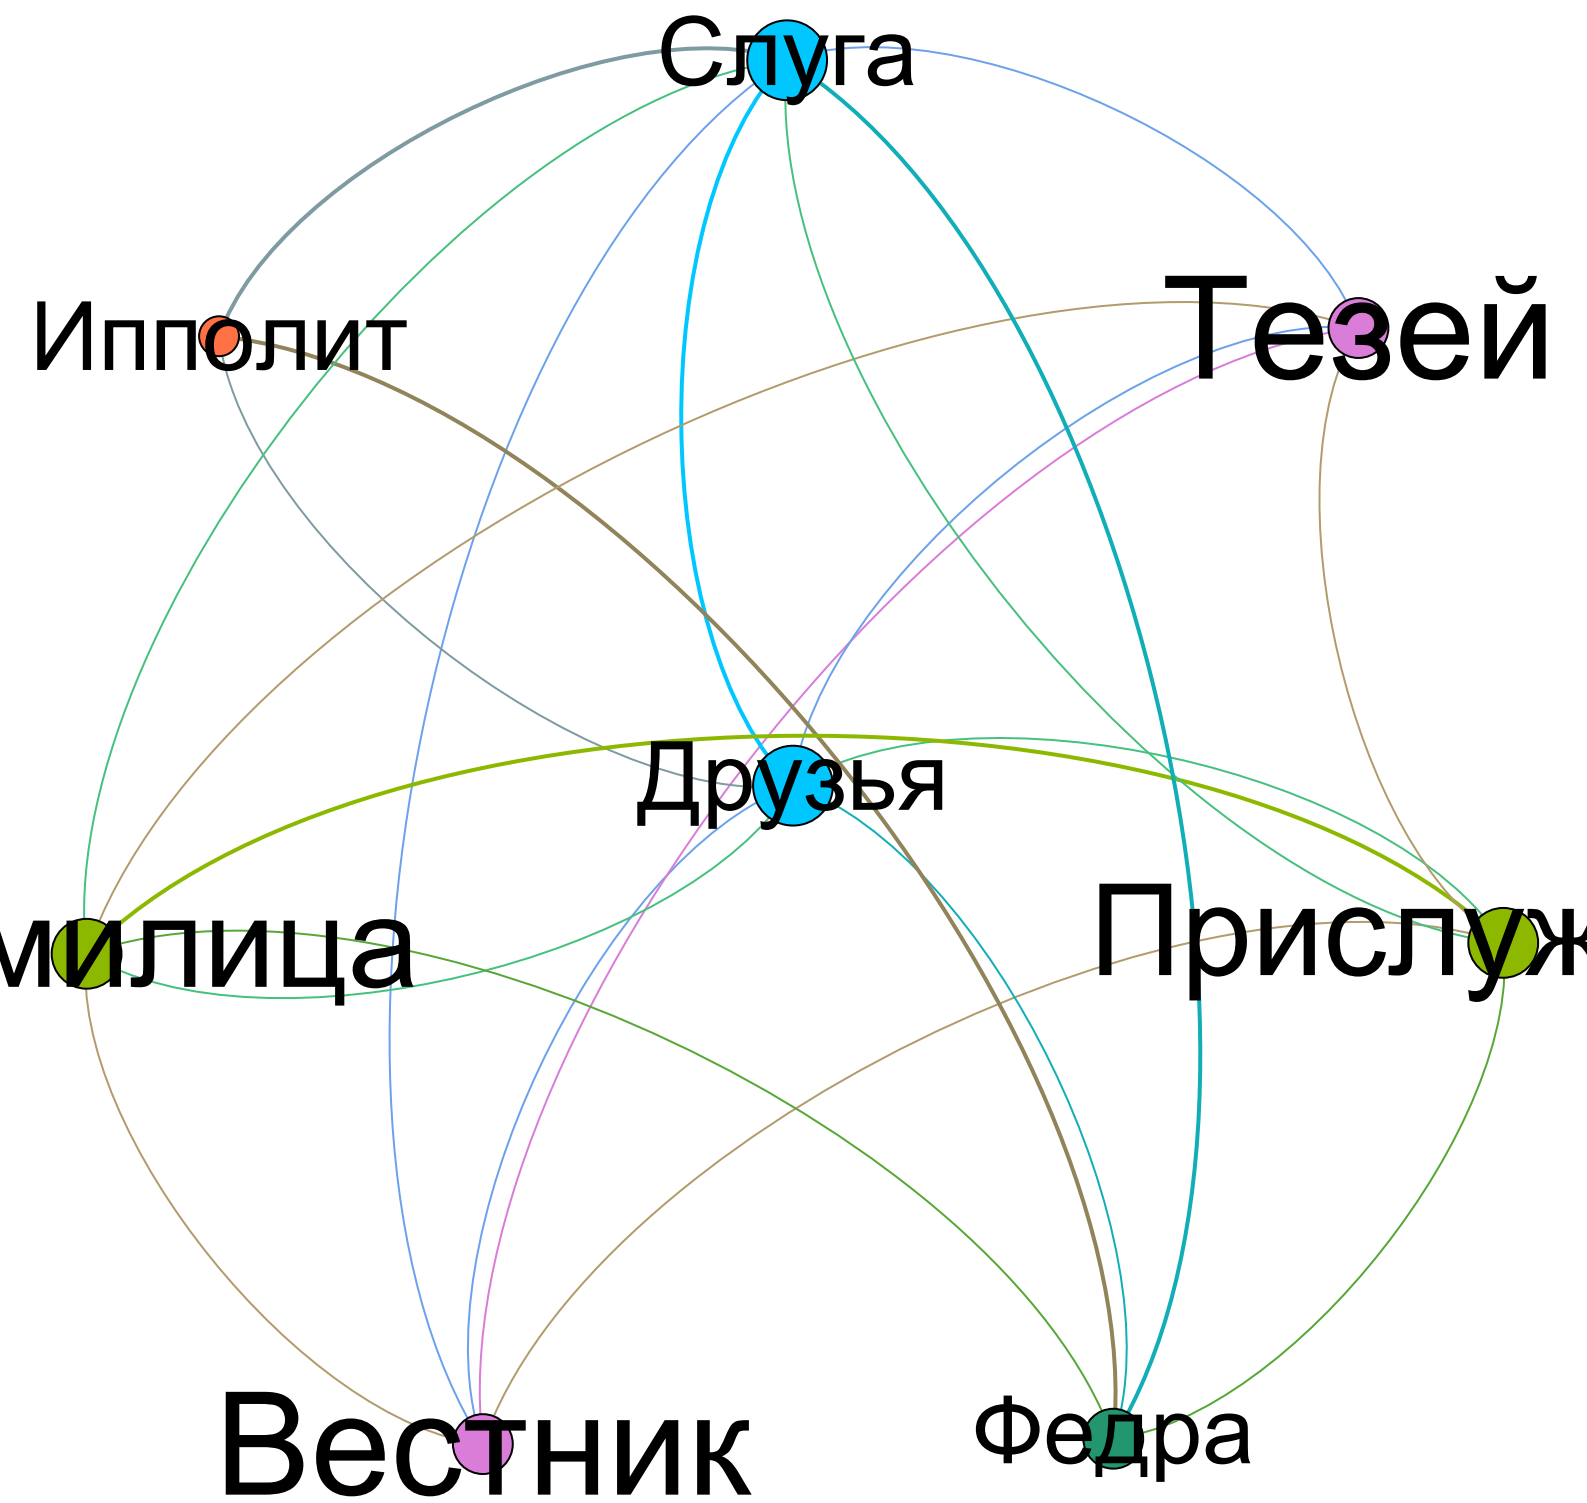 Слуга
Ипполит
Тезей
Друзья
милица
Прислуж
Вестник
Федра